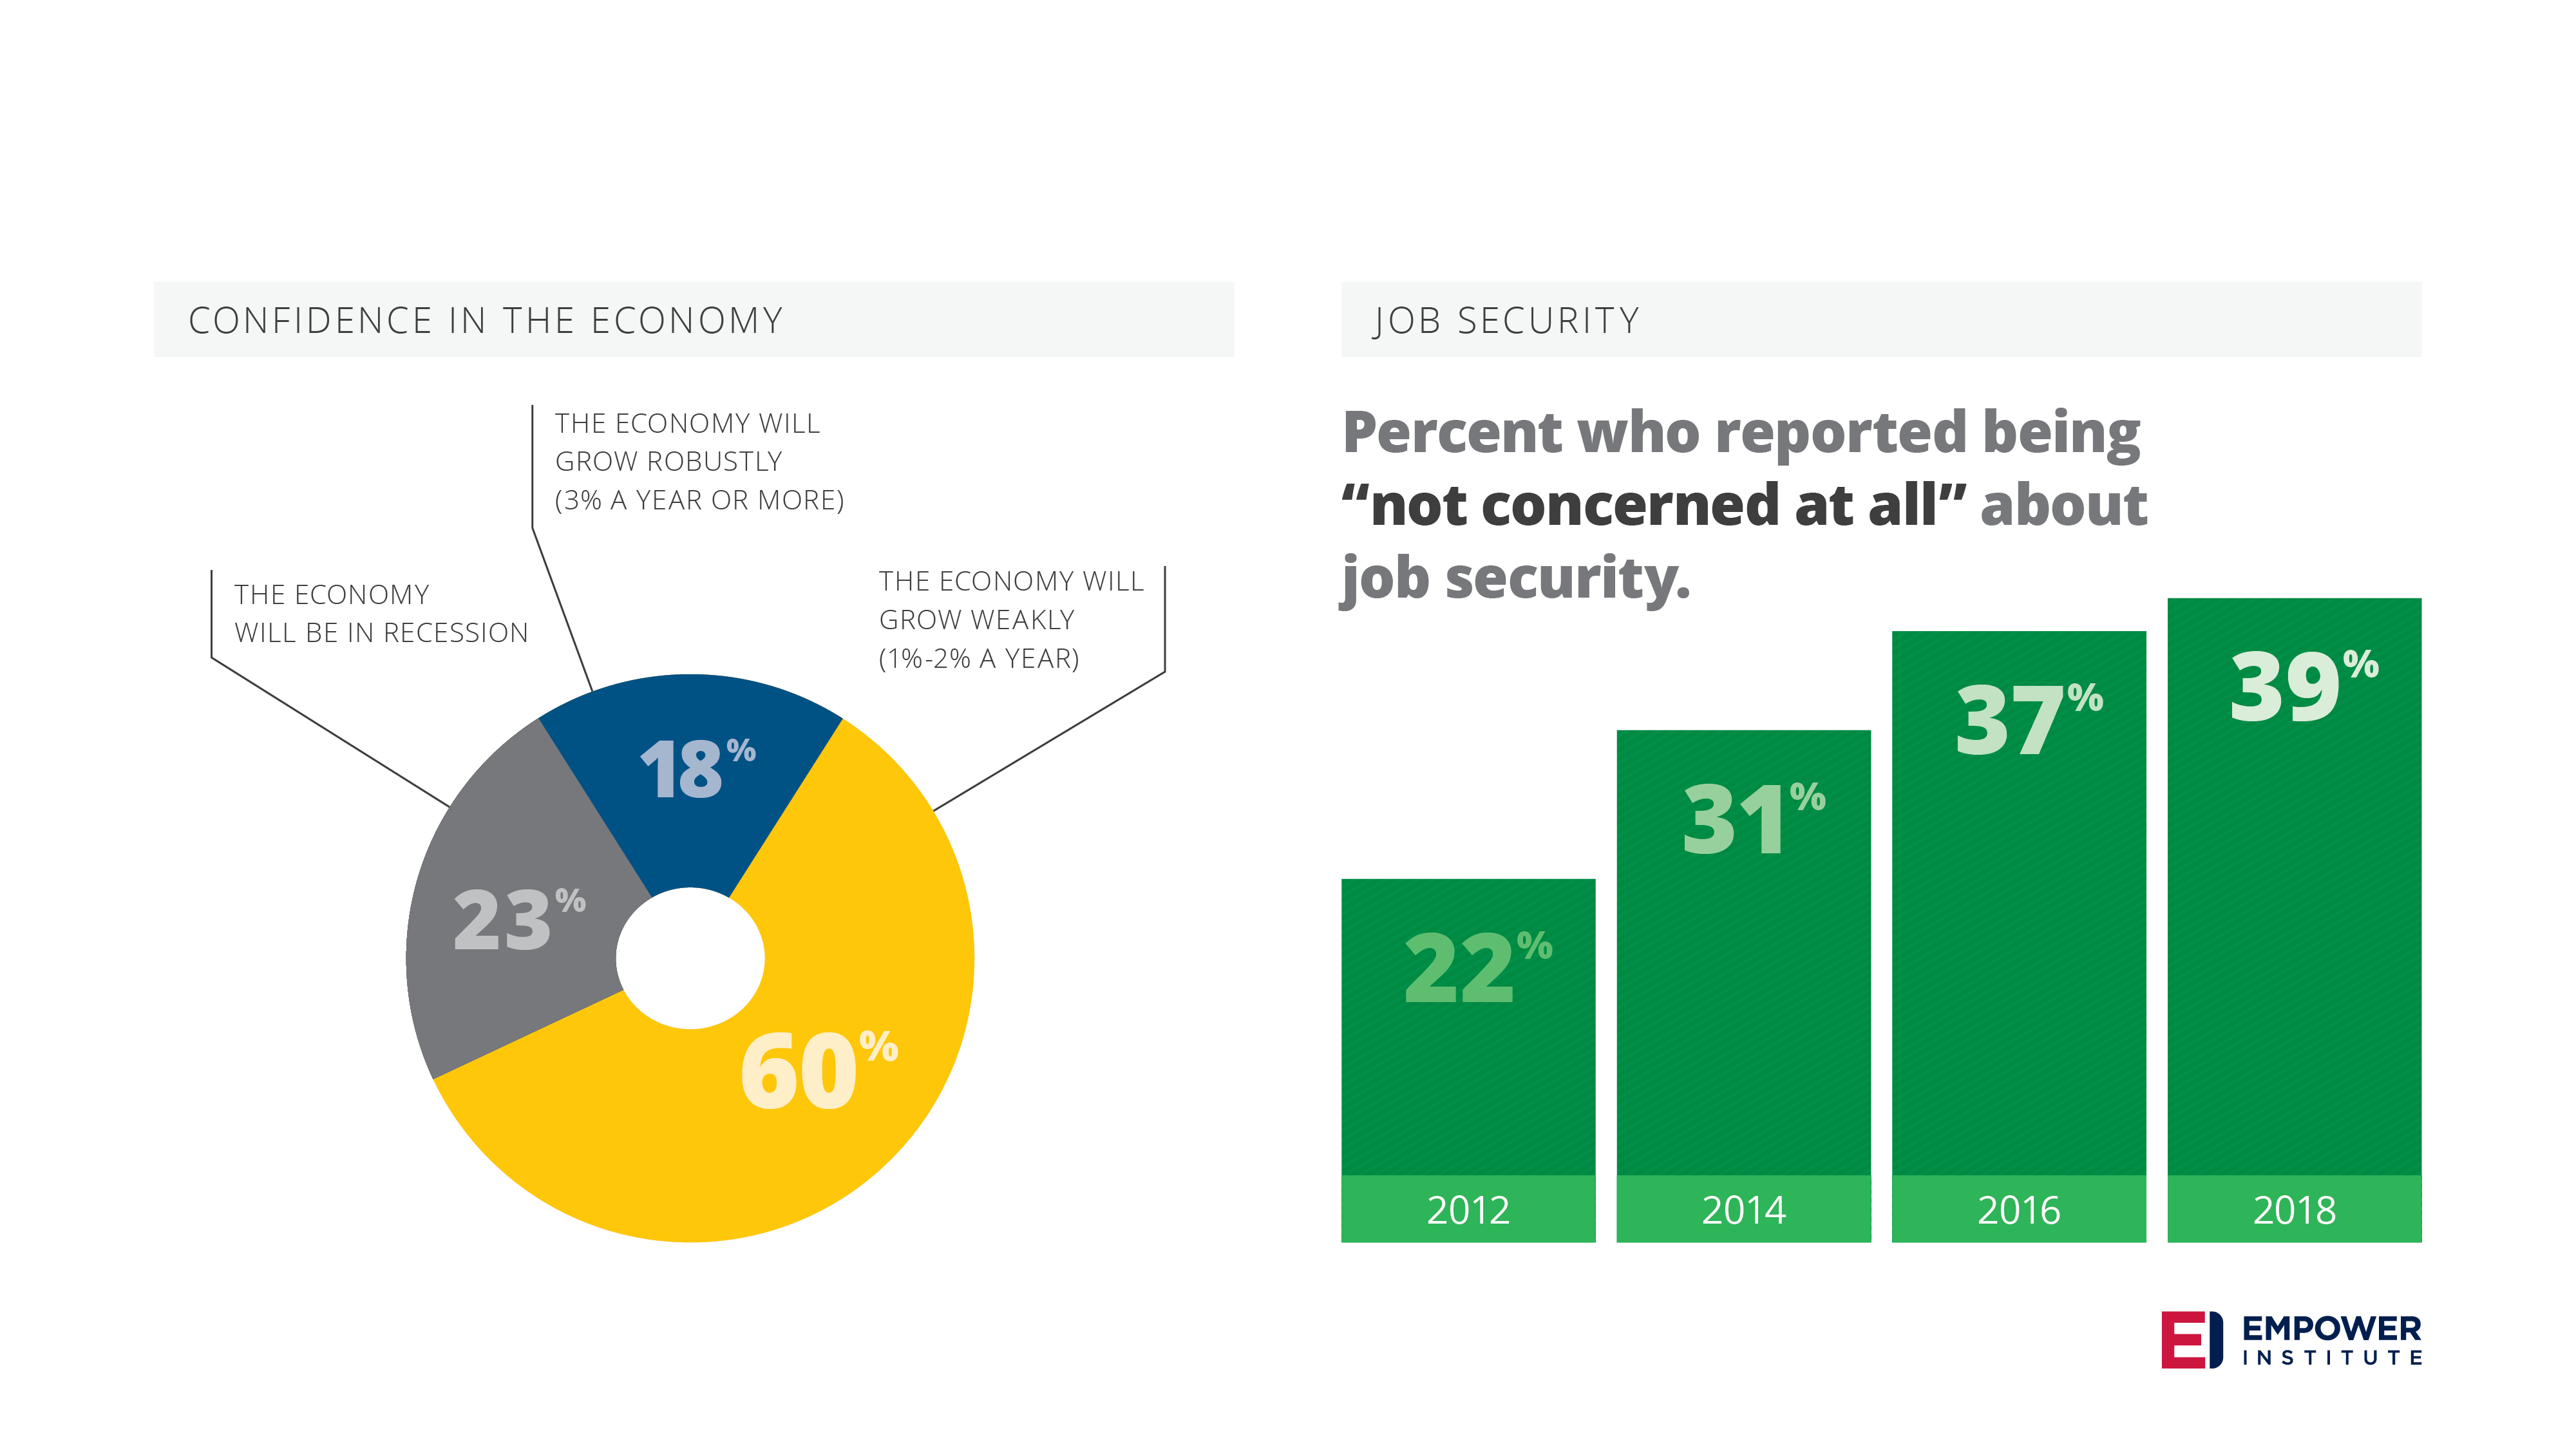 CONFIDENCE IN THE ECONOMY
THE ECONOMY WILL
GROW ROBUSTLY
(3% A YEAR OR MORE)
THE ECONOMY
WILL BE IN RECESSION
THE ECONOMY WILL
GROW WEAKLY
(1%-2% A YEAR)
18%
23%
60%
JOB SECURITY
Percent who reported being
“not concerned at all” about
job security.
22%
31%
37%
39%
2012
2014
2016
2018
EI EMPOWER
INSTITUTE